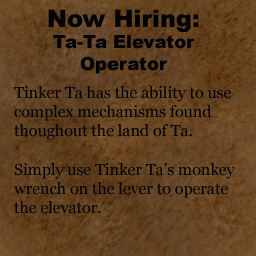 Now Hiring:
Ta-Ta Elevator
Operator
Tinker Ta has the ability to use
complex mechanisms found
thoughout the land of Ta.
Simply use Tinker Ta's monkey
wrench on the lever to operate
the elevator.